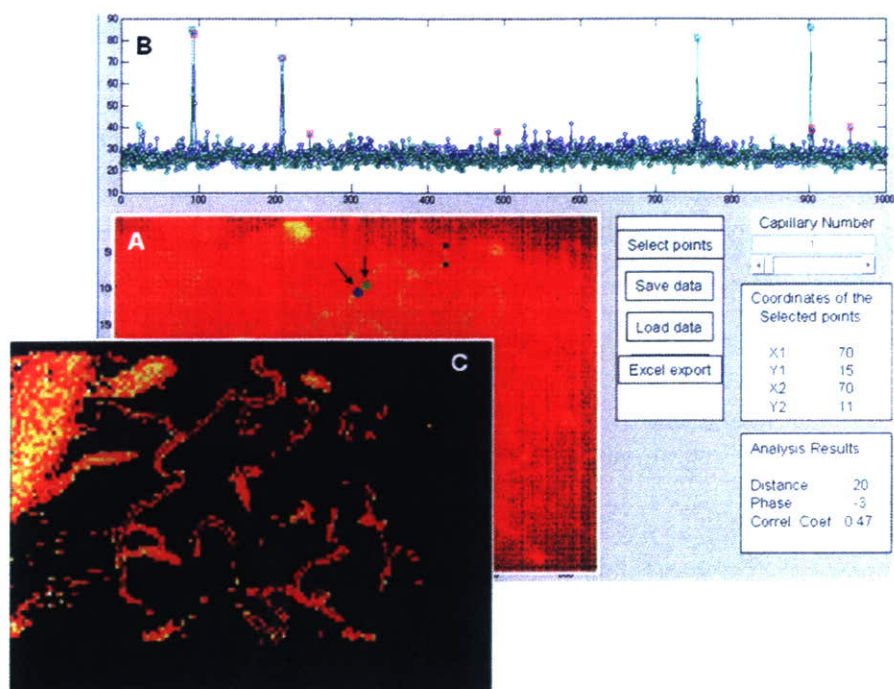 90
80
B
70
60
50
40
30
20
10
0 100 200 300 400 500 600 700 800 900 1000
A
5
10
15
C
Select points
Save data
Load data
Excel export
Capillary Number
1
Coordinates of the
Selected points
X1 70
Y1 15
X2 70
Y2 11
Analysis Results
Distance 20
Phase -3
Correl. Coef 0.47